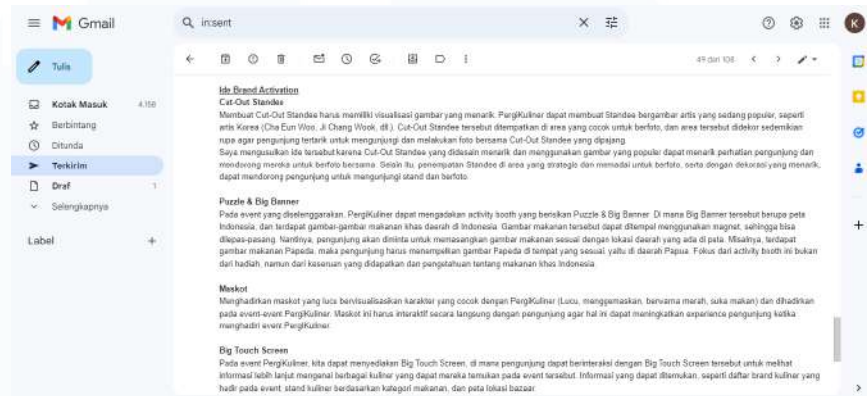 Gmail
in:sent
K
Tulis
49 dari 108
Kotak Masuk 4.158
Berbintang
Ditunda
Terkirim
Draf 1
Selengkapnya
Label
Ide Brand Activation
Cut-Out Standee
Membuat Cut-Out Standee harus memiliki visualisasi gambar yang menarik. PergiKuliner dapat membuat Standee bergambar artis yang sedang populer, seperti
artis Korea (Cha Eun Woo, Ji Chang Wook, dll.). Cut-Out Standee tersebut ditempatkan di area yang cocok untuk berfoto, dan area tersebut didekor sedemikian
rupa agar pengunjung tertarik untuk mengunjungi dan melakukan foto bersama Cut-Out Standee yang dipajang.
Saya mengusulkan ide tersebut karena Cut-Out Standee yang didesain menarik dan menggunakan gambar yang populer dapat menarik perhatian pengunjung dan
mendorong mereka untuk berfoto bersama. Selain itu, penempatan Standee di area yang strategis dan memadai untuk berfoto, serta dengan dekorasi yang menarik,
dapat mendorong pengunjung untuk mengunjungi stand dan berfoto.
Puzzle & Big Banner
Pada event yang diselenggarakan, PergiKuliner dapat mengadakan activity booth yang berisikan Puzzle & Big Banner. Di mana Big Banner tersebut berupa peta
Indonesia, dan terdapat gambar-gambar makanan khas daerah di Indonesia. Gambar makanan tersebut dapat ditempel menggunakan magnet, sehingga bisa
dilepas-pasang. Nantinya, pengunjung akan diminta untuk memasangkan gambar makanan sesuai dengan lokasi daerah yang ada di peta. Misalnya, terdapat
gambar makanan Papeda, maka pengunjung harus menempelkan gambar Papeda di tempat yang sesuai, yaitu di daerah Papua. Fokus dari activity booth ini bukan
dari hadiah, namun dari keseruan yang didapatkan dan pengetahuan tentang makanan khas Indonesia.
Maskot
Menghadirkan maskot yang lucu bervisualisasikan karakter yang cocok dengan PergiKuliner (Lucu, menggemaskan, berwarna merah, suka makan) dan dihadirkan
pada event-event PergiKuliner. Maskot ini harus interaktif secara langsung dengan pengunjung agar hal ini dapat meningkatkan experience pengunjung ketika
menghadiri event PergiKuliner.
Big Touch Screen
Pada event PergiKuliner, kita dapat menyediakan Big Touch Screen, di mana pengunjung dapat berinteraksi dengan Big Touch Screen tersebut untuk melihat
informasi lebih lanjut mengenai berbagai kuliner yang dapat mereka temukan pada event tersebut. Informasi yang dapat ditemukan, seperti daftar brand kuliner yang
hadir pada event, stand kuliner berdasarkan kategori makanan, dan peta lokasi bazaar.